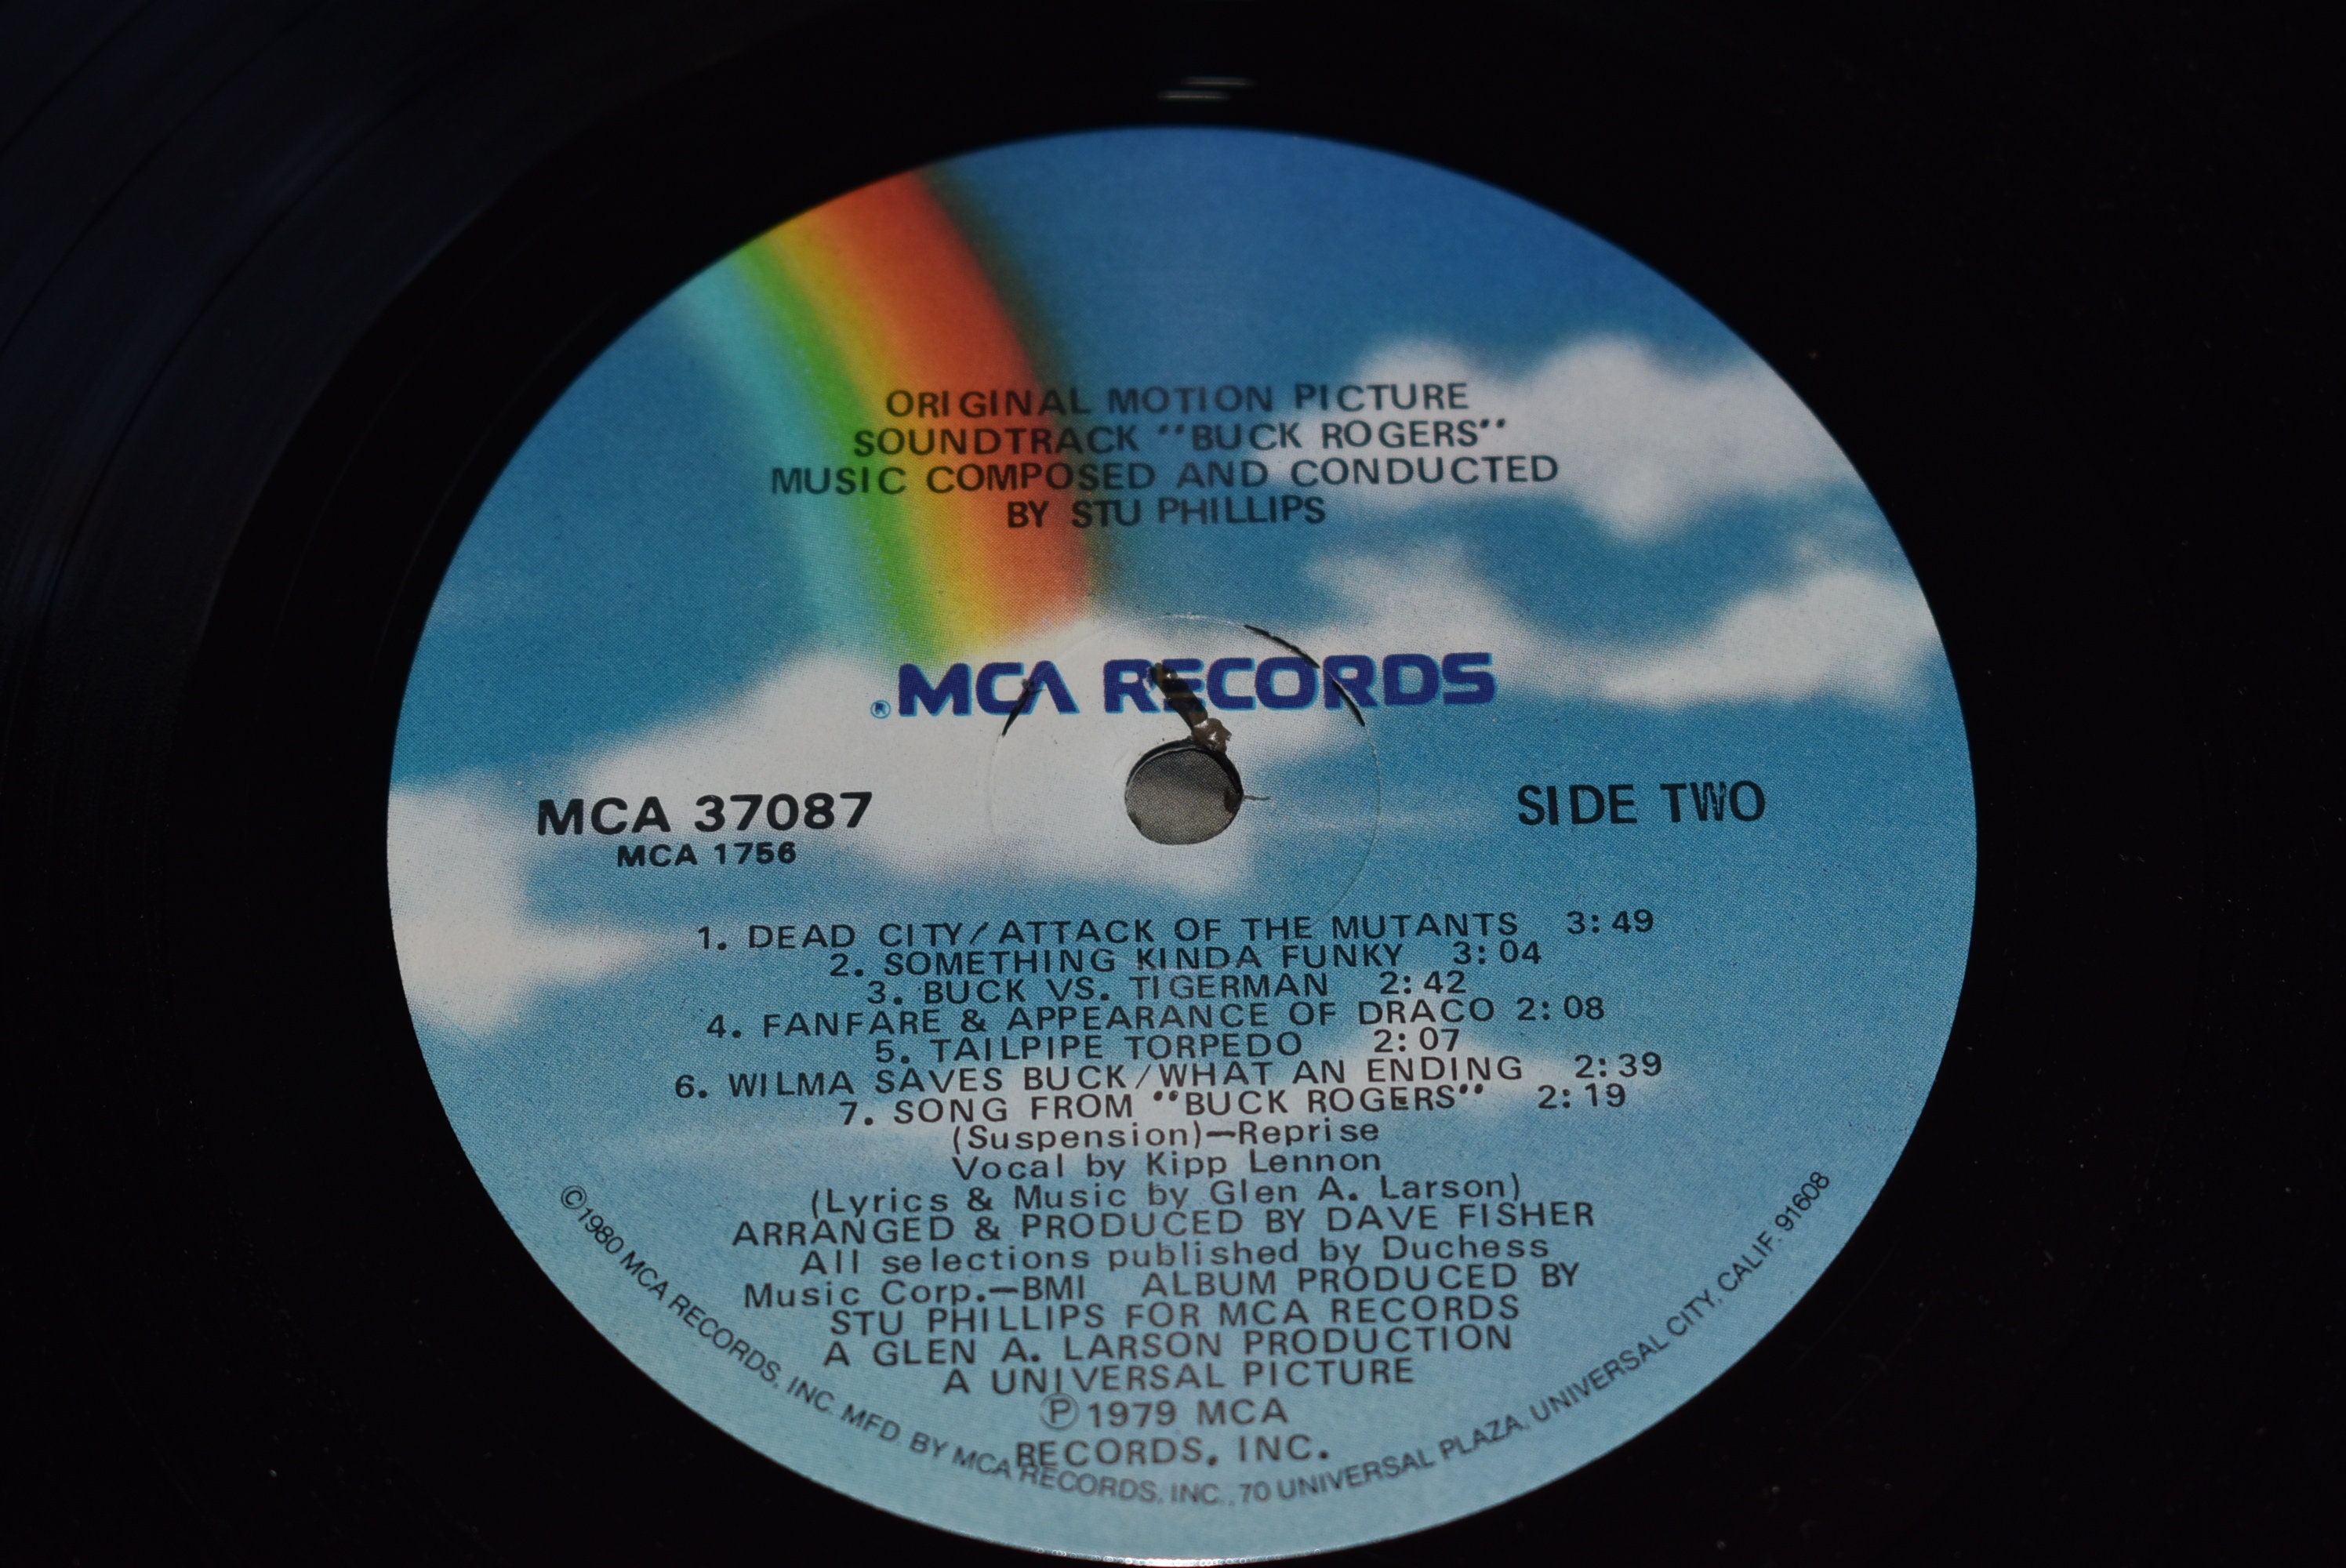 ORIGINAL MOTION PICTURE
SOUNDTRACK "BUCK ROGERS"
MUSIC COMPOSED AND CONDUCTED
BY STU PHILLIPS
®MCA RECORDS
MCA 37087
MCA 1756
SIDE TWO
1. DEAD CITY/ATTACK OF THE MUTANTS 3:49
2. SOMETHING KINDA FUNKY 3:04
3. BUCK VS. TIGERMAN 2:42
4. FANFARE & APPEARANCE OF DRACO 2:08
5. TAILPIPE TORPEDO 2:07
6. WILMA SAVES BUCK/WHAT AN ENDING 2:39
7. SONG FROM "BUCK ROGERS" 2:19
(Suspension)—Reprise
Vocal by Kipp Lennon
(Lyrics & Music by Glen A. Larson)
ARRANGED & PRODUCED BY DAVE FISHER
All selections published by Duchess
Music Corp.—BMI ALBUM PRODUCED BY
STU PHILLIPS FOR MCA RECORDS
A GLEN A. LARSON PRODUCTION
A UNIVERSAL PICTURE
℗1979 MCA
RECORDS, INC.
©1980 MCA RECORDS, INC. MFD. BY MCA RECORDS, INC., 70 UNIVERSAL PLAZA, UNIVERSAL CITY, CALIF. 91608